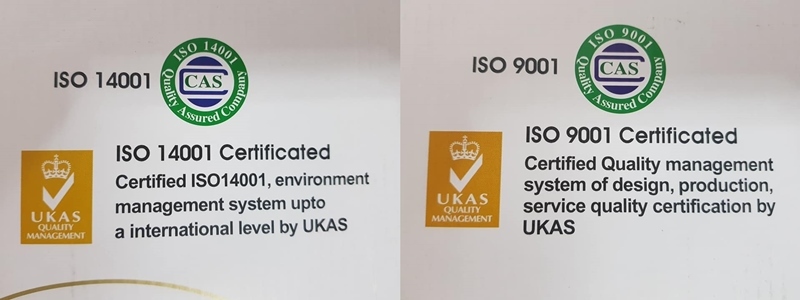 ISO 14001
ISO 14001
CAS
Quality Assured Company
ISO 14001 Certificated
Certified ISO14001, environment
management system upto
a international level by UKAS
UKAS
QUALITY
MANAGEMENT
ISO 9001
ISO 9001
CAS
Quality Assured Company
ISO 9001 Certificated
Certified Quality management
system of design, production,
service quality certification by
UKAS
UKAS
QUALITY
MANAGEMENT